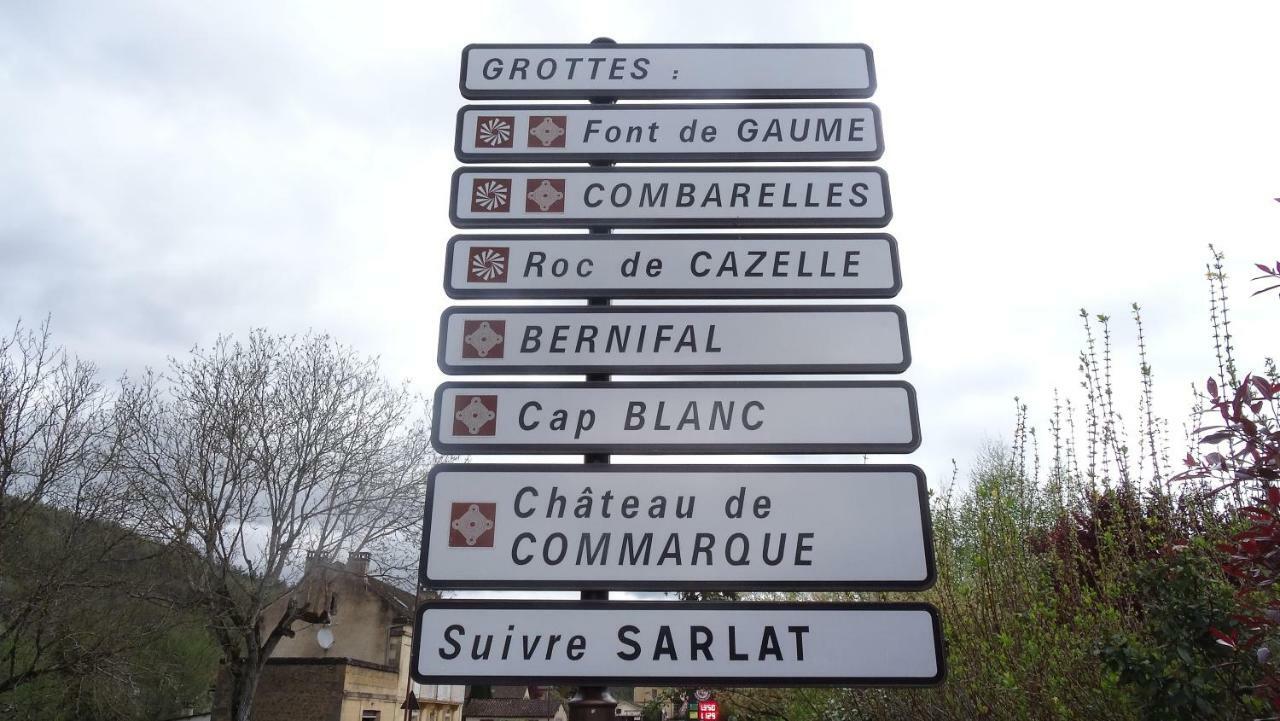 GROTTES :
Font de GAUME
COMBARELLES
Roc de CAZELLE
BERNIFAL
Cap BLANC
Château de
COMMARQUE
Suivre SARLAT